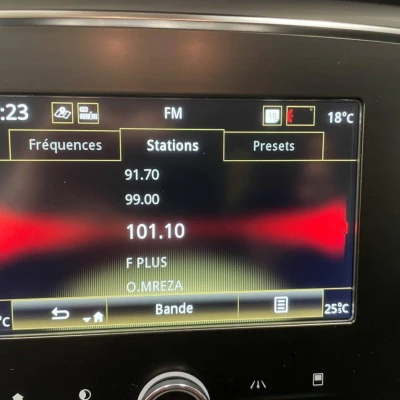 :23 FM 18°C
Fréquences Stations Presets
91.70
99.00
101.10
F PLUS
O.MREZA
°C Bande 25°C